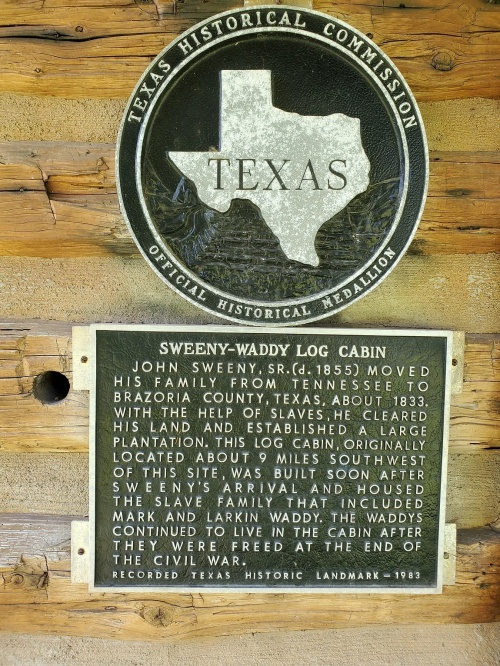 TEXAS HISTORICAL COMMISSION
TEXAS
OFFICIAL HISTORICAL MEDALLION
SWEENY-WADDY LOG CABIN
JOHN SWEENY, SR. (d. 1855) MOVED
HIS FAMILY FROM TENNESSEE TO
BRAZORIA COUNTY, TEXAS, ABOUT 1833.
WITH THE HELP OF SLAVES, HE CLEARED
HIS LAND AND ESTABLISHED A LARGE
PLANTATION. THIS LOG CABIN, ORIGINALLY
LOCATED ABOUT 9 MILES SOUTHWEST
OF THIS SITE, WAS BUILT SOON AFTER
SWEENY'S ARRIVAL AND HOUSED
THE SLAVE FAMILY THAT INCLUDED
MARK AND LARKIN WADDY. THE WADDYS
CONTINUED TO LIVE IN THE CABIN AFTER
THEY WERE FREED AT THE END OF
THE CIVIL WAR.
RECORDED TEXAS HISTORIC LANDMARK - 1983